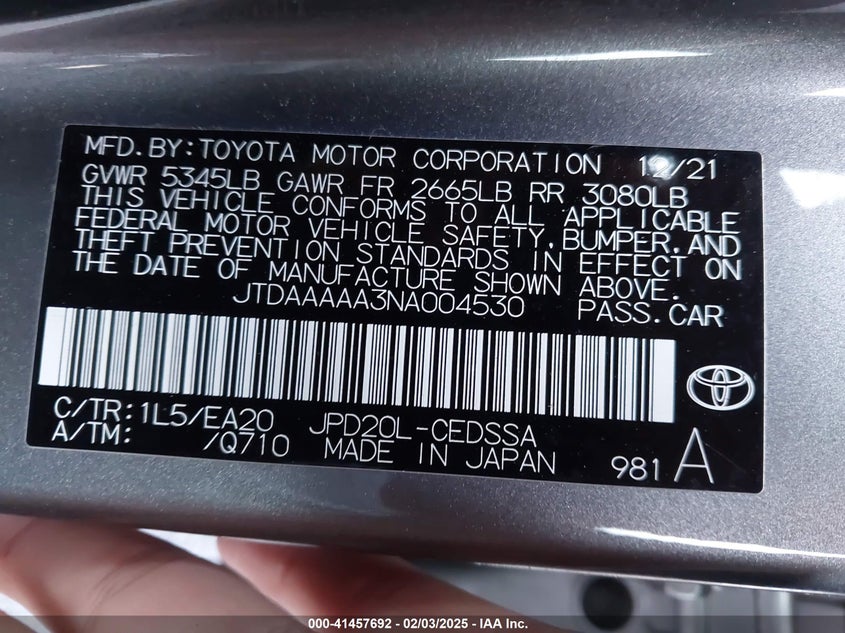 MFD.BY:TOYOTA MOTOR CORPORATION 12/21
GVWR 5345LB GAWR FR 2665LB RR 3080LB
THIS VEHICLE CONFORMS TO ALL APPLICABLE
FEDERAL MOTOR VEHICLE SAFETY,BUMPER,AND
THEFT PREVENTION STANDARDS IN EFFECT ON
THE DATE OF MANUFACTURE SHOWN ABOVE.
JTDAAAAA3NA004530 PASS.CAR
C/TR:1L5/EA20 JPD20L-CEDSSA
A/TM: /Q710 MADE IN JAPAN 981 A
000-41457692 - 02/03/2025 - IAA Inc.